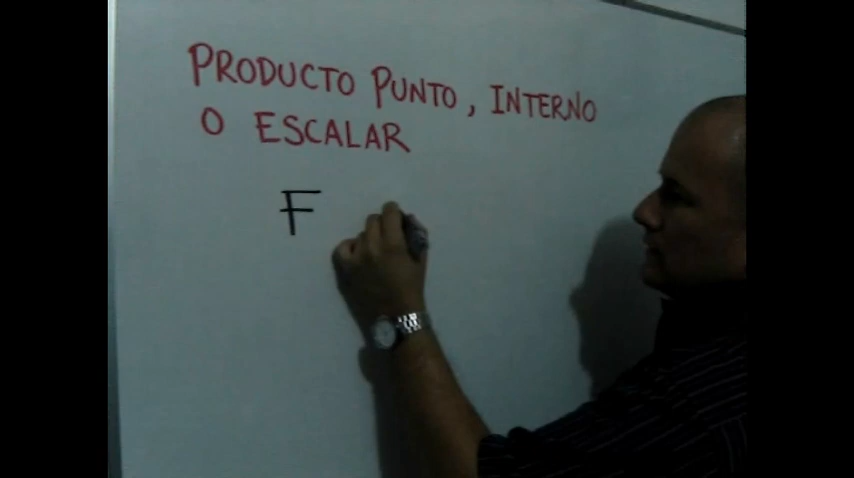 PRODUCTO PUNTO, INTERNO
O ESCALAR
F